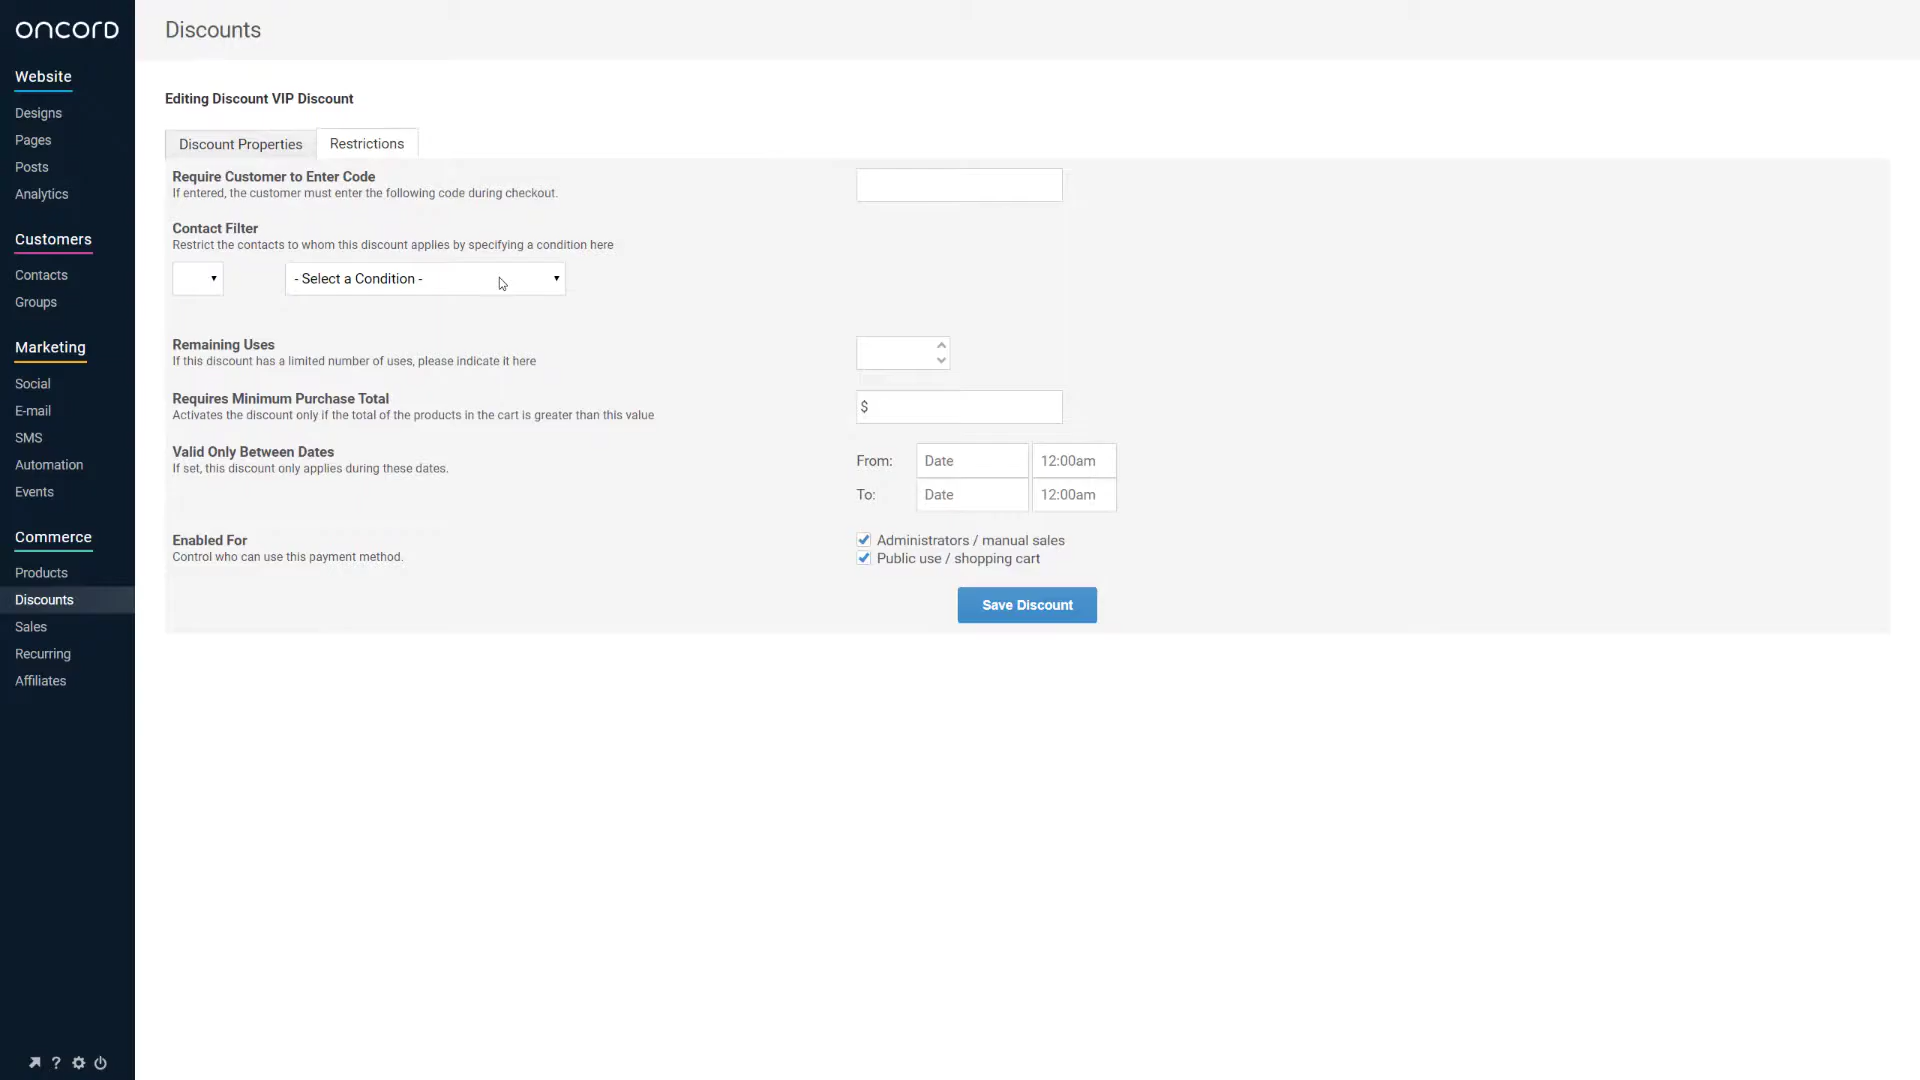 oncord
Discounts
Website
Designs
Pages
Posts
Analytics
Customers
Contacts
Groups
Marketing
Social
E-mail
SMS
Automation
Events
Commerce
Products
Discounts
Sales
Recurring
Affiliates
?
Editing Discount VIP Discount
Discount Properties
Restrictions
Require Customer to Enter Code
If entered, the customer must enter the following code during checkout.
Contact Filter
Restrict the contacts to whom this discount applies by specifying a condition here
- Select a Condition -
Remaining Uses
If this discount has a limited number of uses, please indicate it here
Requires Minimum Purchase Total
Activates the discount only if the total of the products in the cart is greater than this value
$
Valid Only Between Dates
If set, this discount only applies during these dates.
From: Date 12:00am
To: Date 12:00am
Enabled For
Control who can use this payment method.
Administrators / manual sales
Public use / shopping cart
Save Discount